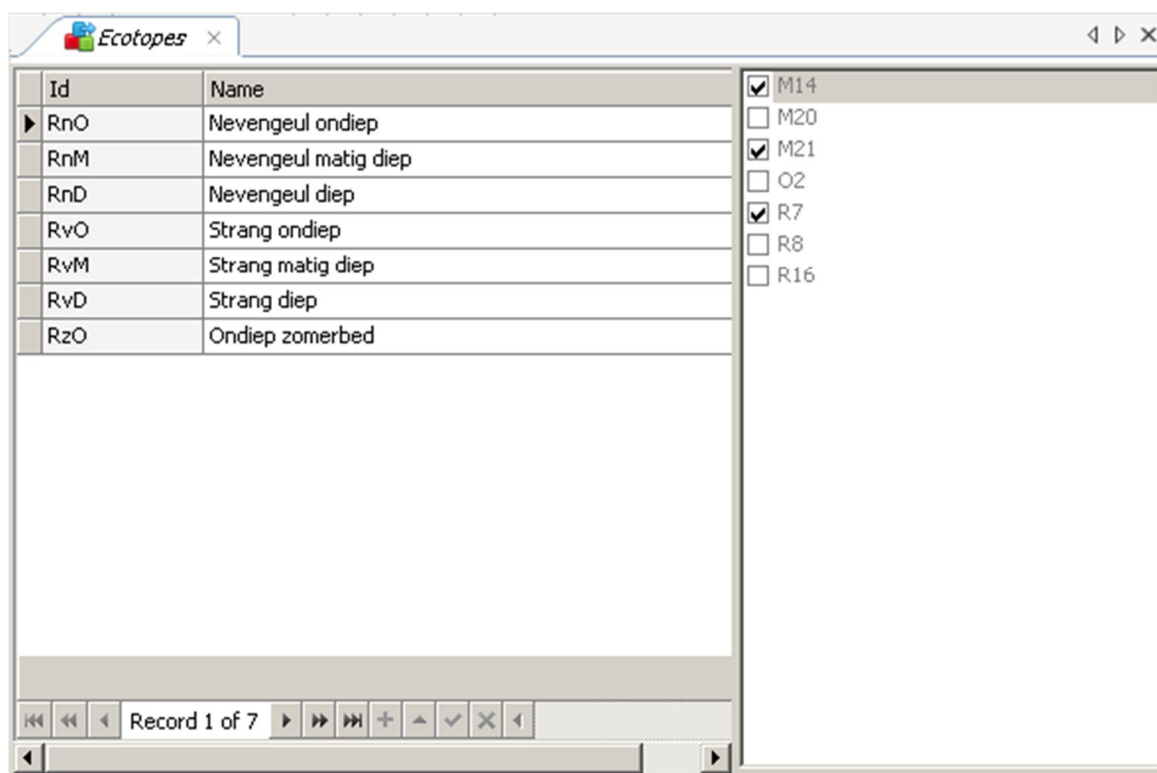 Ecotopes
Id Name
RnO Nevengeul ondiep
RnM Nevengeul matig diep
RnD Nevengeul diep
RvO Strang ondiep
RvM Strang matig diep
RvD Strang diep
RzO Ondiep zomerbed
Record 1 of 7
M14
M20
M21
O2
R7
R8
R16